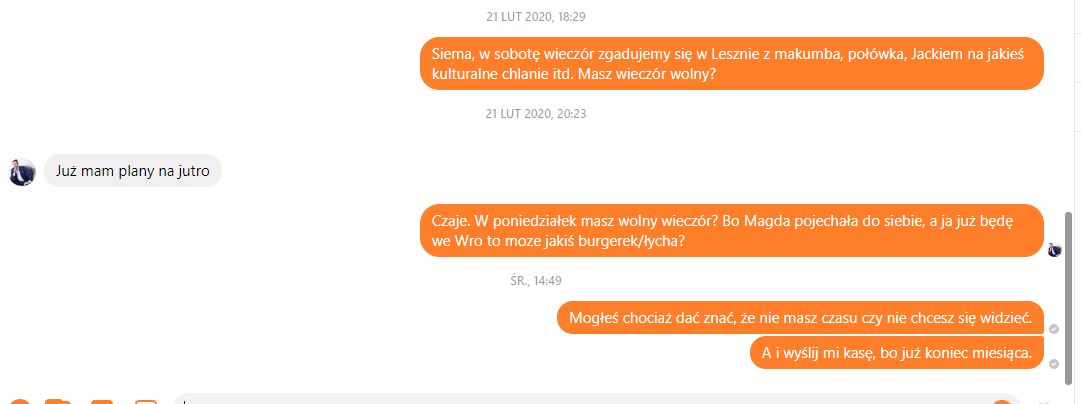 21 LUT 2020, 18:29
Siema, w sobotę wieczór zgadujemy się w Lesznie z makumba, połówka, Jackiem na jakieś
kulturalne chlanie itd. Masz wieczór wolny?
21 LUT 2020, 20:23
Już mam plany na jutro
Czaje. W poniedziałek masz wolny wieczór? Bo Magda pojechała do siebie, a ja już będę
we Wro to moze jakiś burgerek/łycha?
ŚR., 14:49
Mogłeś chociaż dać znać, że nie masz czasu czy nie chcesz się widzieć.
A i wyślij mi kasę, bo już koniec miesiąca.